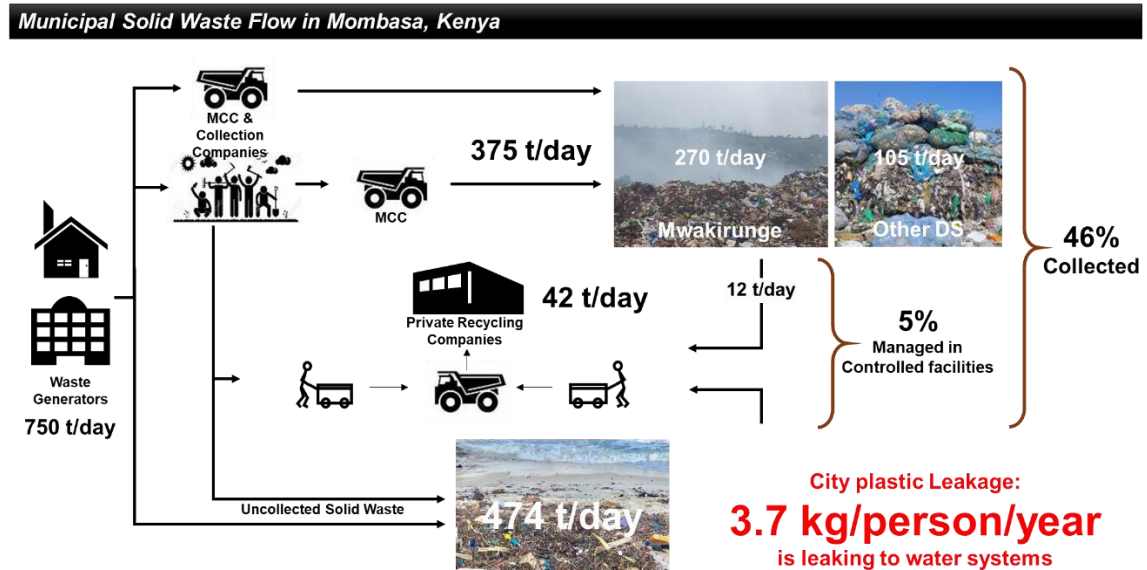 Municipal Solid Waste Flow in Mombasa, Kenya
MCC &
Collection
Companies
375 t/day
MCC
270 t/day
Mwakirunge
105 t/day
Other DS
46%
Collected
12 t/day
42 t/day
Private Recycling
Companies
5%
Managed in
Controlled facilities
Waste
Generators
750 t/day
Uncollected Solid Waste
474 t/day
City plastic Leakage:
3.7 kg/person/year
is leaking to water systems